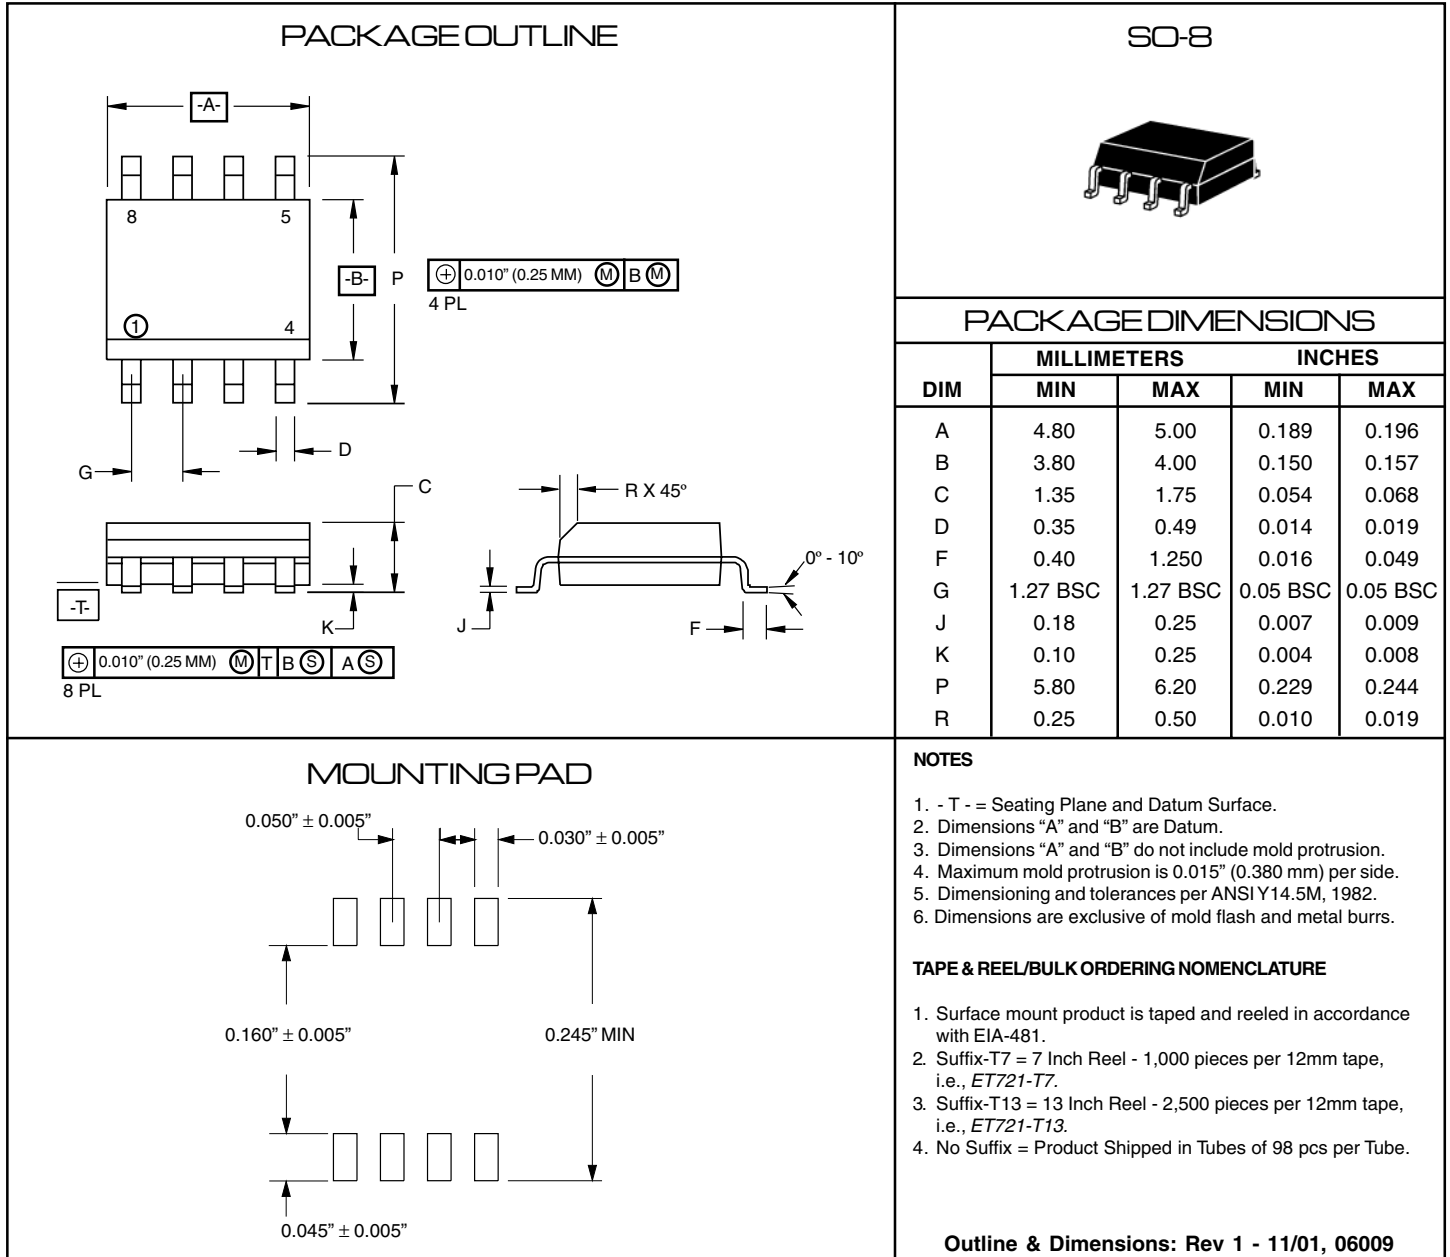 PACKAGE OUTLINE
-A-
8 5
-B- P
⊕ 0.010” (0.25 MM) Ⓜ B Ⓜ
4 PL
① 4
D
G
C
R X 45º
0º - 10º
-T-
K
J
F
⊕ 0.010” (0.25 MM) Ⓜ T B Ⓢ A Ⓢ
8 PL
SO-8
PACKAGE DIMENSIONS
MILLIMETERS INCHES
DIM MIN MAX MIN MAX
A 4.80 5.00 0.189 0.196
B 3.80 4.00 0.150 0.157
C 1.35 1.75 0.054 0.068
D 0.35 0.49 0.014 0.019
F 0.40 1.250 0.016 0.049
G 1.27 BSC 1.27 BSC 0.05 BSC 0.05 BSC
J 0.18 0.25 0.007 0.009
K 0.10 0.25 0.004 0.008
P 5.80 6.20 0.229 0.244
R 0.25 0.50 0.010 0.019
MOUNTING PAD
0.050” ± 0.005”
0.030” ± 0.005”
0.160” ± 0.005”
0.245” MIN
0.045” ± 0.005”
NOTES
1. - T - = Seating Plane and Datum Surface.
2. Dimensions “A” and “B” are Datum.
3. Dimensions “A” and “B” do not include mold protrusion.
4. Maximum mold protrusion is 0.015” (0.380 mm) per side.
5. Dimensioning and tolerances per ANSI Y14.5M, 1982.
6. Dimensions are exclusive of mold flash and metal burrs.
TAPE & REEL/BULK ORDERING NOMENCLATURE
1. Surface mount product is taped and reeled in accordance
with EIA-481.
2. Suffix-T7 = 7 Inch Reel - 1,000 pieces per 12mm tape,
i.e., ET721-T7.
3. Suffix-T13 = 13 Inch Reel - 2,500 pieces per 12mm tape,
i.e., ET721-T13.
4. No Suffix = Product Shipped in Tubes of 98 pcs per Tube.
Outline & Dimensions: Rev 1 - 11/01, 06009